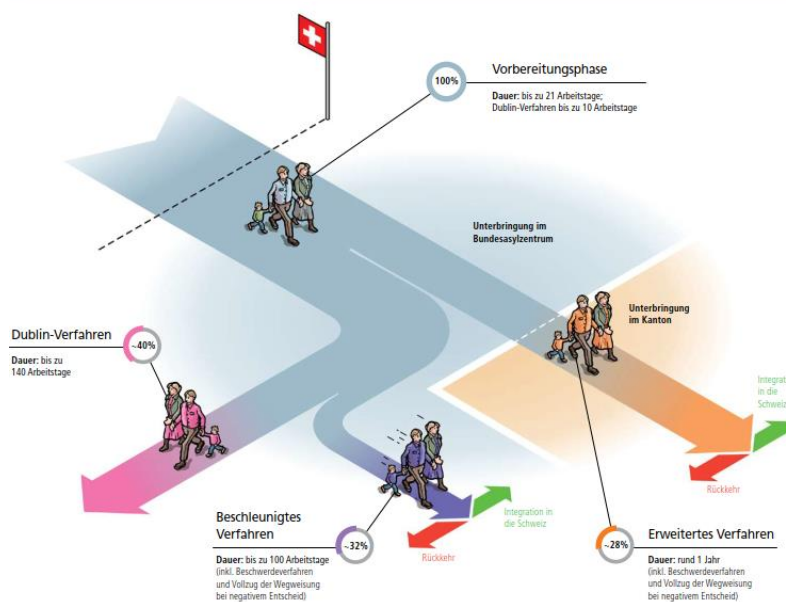 100%
Vorbereitungsphase
Dauer: bis zu 21 Arbeitstage;
Dublin-Verfahren bis zu 10 Arbeitstage
Unterbringung im
Bundesasylzentrum
Unterbringung
im Kanton
Dublin-Verfahren
~40%
Dauer: bis zu
140 Arbeitstage
Integrat
in die
Schweiz
Rückkehr
Beschleunigtes
Verfahren
~32%
Dauer: bis zu 100 Arbeitstage
(inkl. Beschwerdeverfahren
und Vollzug der Wegweisung
bei negativem Entscheid)
Integration in
die Schweiz
Rückkehr
~28%
Erweitertes Verfahren
Dauer: rund 1 Jahr
(inkl. Beschwerdeverfahren
und Vollzug der Wegweisung
bei negativem Entscheid)